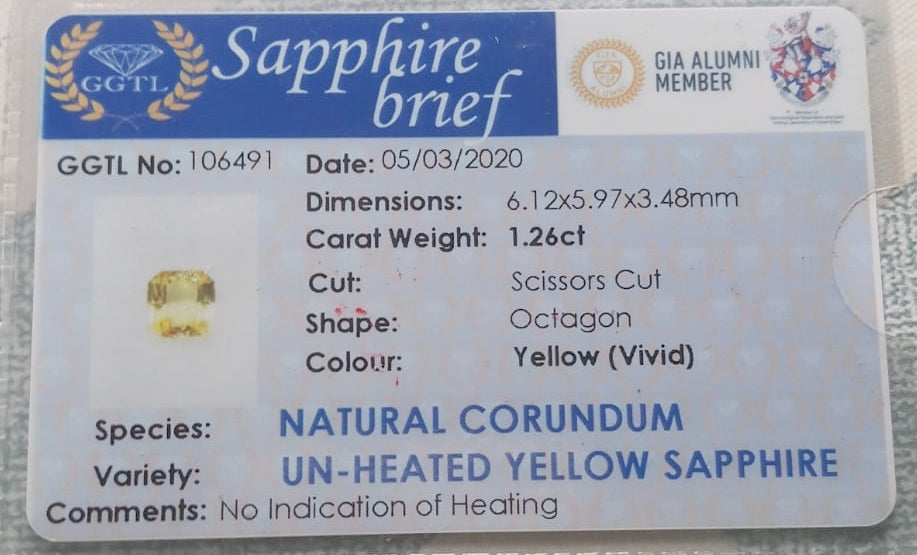 GGTL
Sapphire
brief
GIA
ALUMNI
GIA ALUMNI
MEMBER
GGTL No: 106491
Date: 05/03/2020
Dimensions: 6.12x5.97x3.48mm
Carat Weight: 1.26ct
Cut: Scissors Cut
Shape: Octagon
Colour: Yellow (Vivid)
Species: NATURAL CORUNDUM
Variety: UN-HEATED YELLOW SAPPHIRE
Comments: No Indication of Heating